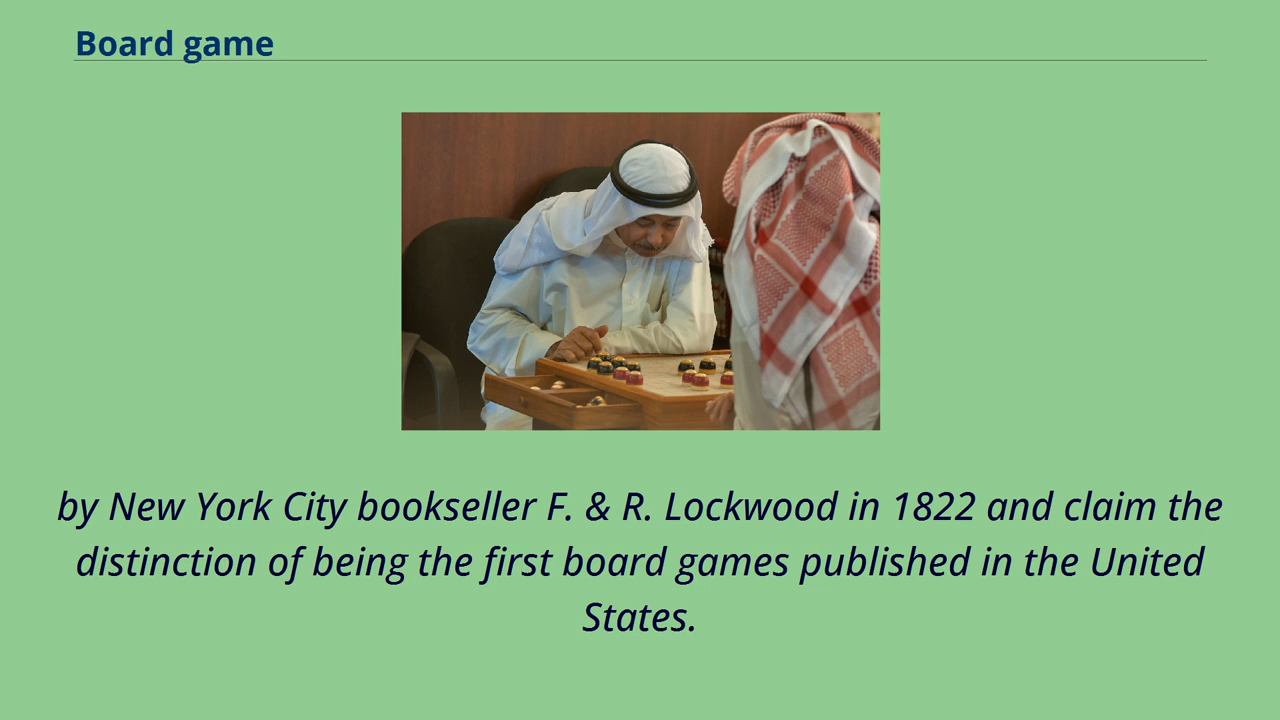 Board game
by New York City bookseller F. & R. Lockwood in 1822 and claim the
distinction of being the first board games published in the United
States.